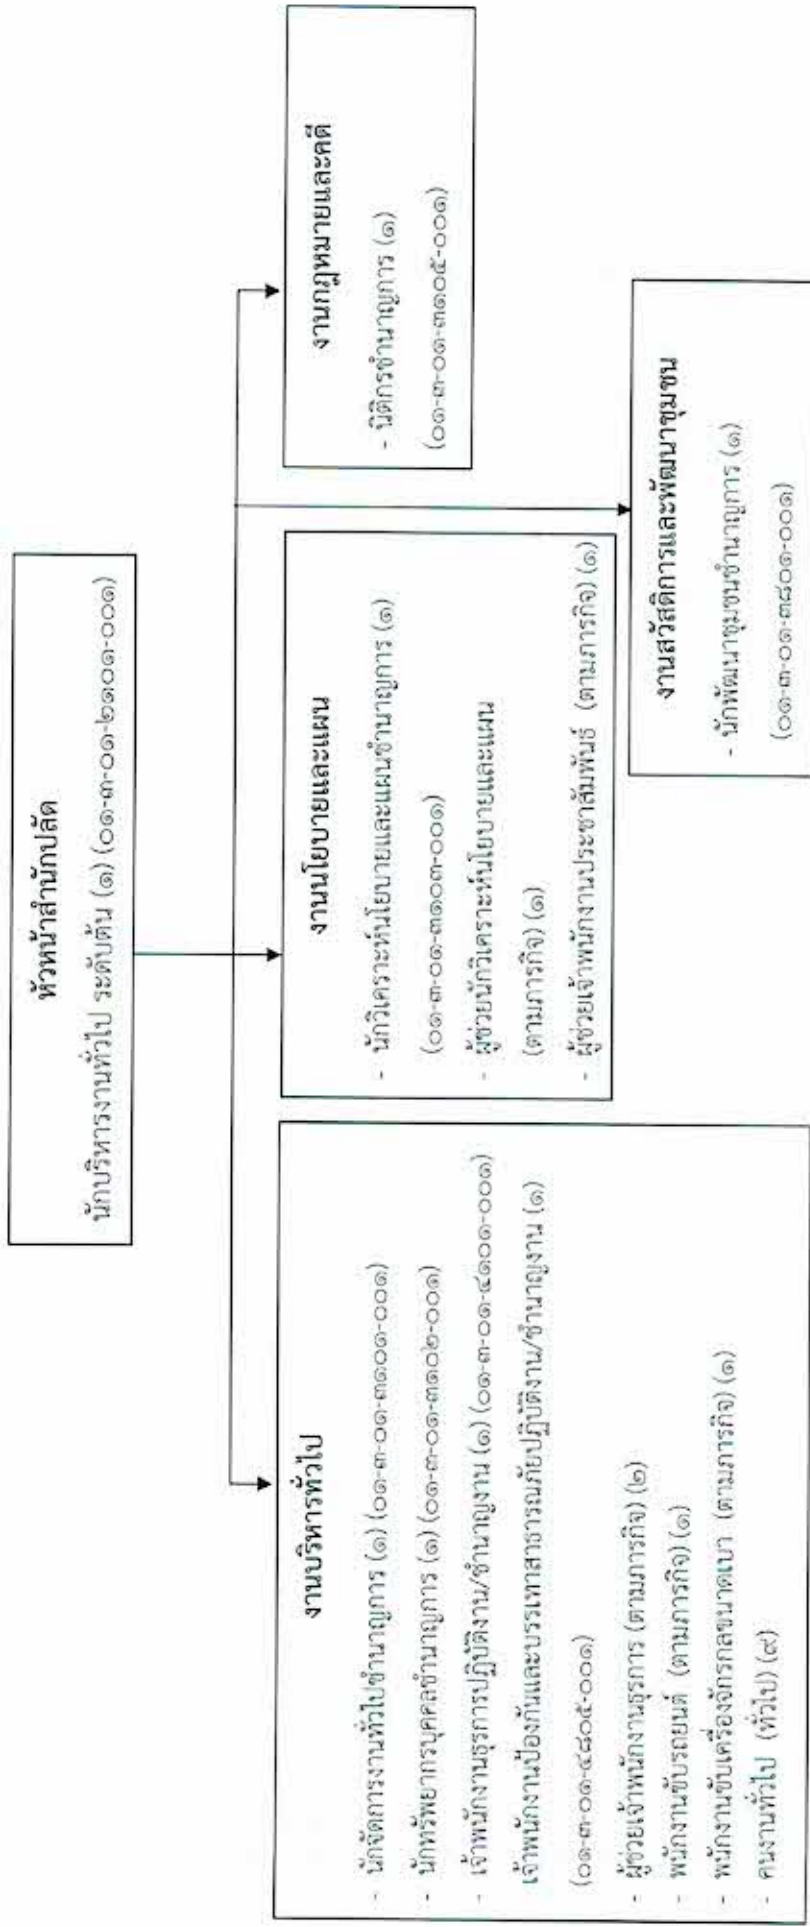 หัวหน้าสำนักปลัด
นักบริหารงานทั่วไป ระดับต้น (๑) (๐๑-๓-๐๑-๒๑๐๑-๐๐๑)
งานบริหารทั่วไป
- นักจัดการงานทั่วไปชำนาญการ (๑) (๐๑-๓-๐๑-๓๑๐๑-๐๐๑)
- นักทรัพยากรบุคคลชำนาญการ (๑) (๐๑-๓-๐๑-๓๑๐๒-๐๐๑)
- เจ้าพนักงานธุรการปฏิบัติงาน/ชำนาญงาน (๑) (๐๑-๓-๐๑-๔๑๐๑-๐๐๑)
เจ้าพนักงานป้องกันและบรรเทาสาธารณภัยปฏิบัติงาน/ชำนาญงาน (๑)
(๐๑-๓-๐๑-๔๘๐๕-๐๐๑)
- ผู้ช่วยเจ้าพนักงานธุรการ (ตามภารกิจ) (๒)
- พนักงานขับรถยนต์ (ตามภารกิจ) (๑)
- พนักงานขับเครื่องจักรกลขนาดเบา (ตามภารกิจ) (๑)
- คนงานทั่วไป (ทั่วไป) (๙)
งานนโยบายและแผน
- นักวิเคราะห์นโยบายและแผนชำนาญการ (๑)
(๐๑-๓-๐๑-๓๑๐๓-๐๐๑)
- ผู้ช่วยนักวิเคราะห์นโยบายและแผน
(ตามภารกิจ) (๑)
- ผู้ช่วยเจ้าพนักงานประชาสัมพันธ์ (ตามภารกิจ) (๑)
งานกฎหมายและคดี
- นิติกรชำนาญการ (๑)
(๐๑-๓-๐๑-๓๑๐๕-๐๐๑)
งานสวัสดิการและพัฒนาชุมชน
- นักพัฒนาชุมชนชำนาญการ (๑)
(๐๑-๓-๐๑-๓๘๐๑-๐๐๑)